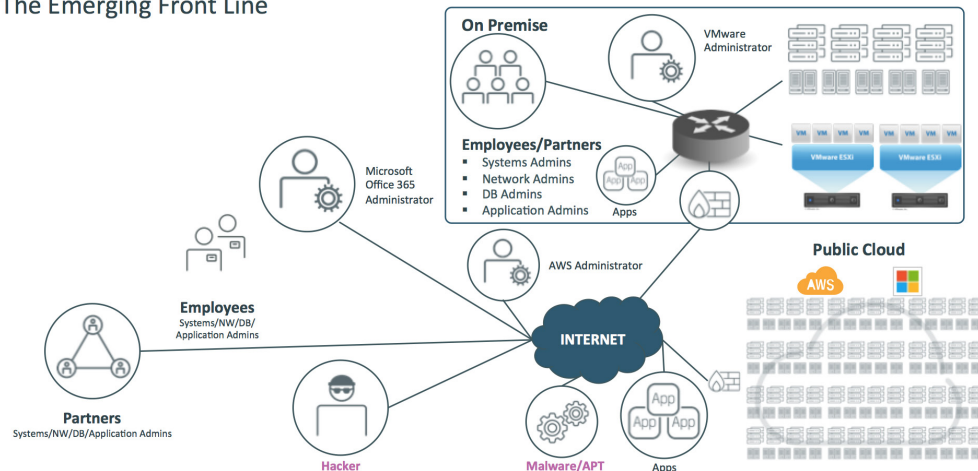 The Emerging Front Line
On Premise
VMware
Administrator
Employees/Partners
▪ Systems Admins
▪ Network Admins
▪ DB Admins
▪ Application Admins
App
App App
Apps
VM VM VM VM
VMware ESXi
VM VM VM VM
VMware ESXi
Microsoft
Office 365
Administrator
AWS Administrator
Employees
Systems/NW/DB/
Application Admins
Partners
Systems/NW/DB/Application Admins
INTERNET
Hacker
Malware/APT
App
App App
Apps
Public Cloud
AWS